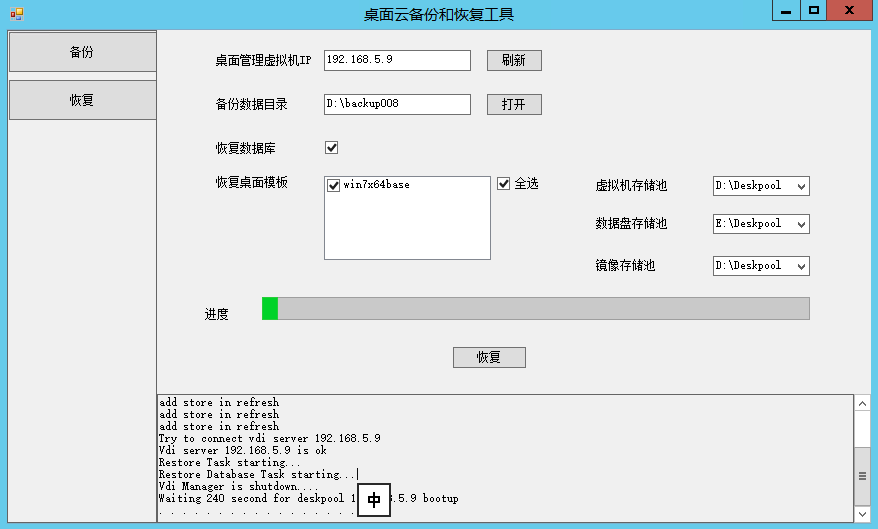 桌面云备份和恢复工具
备份
恢复
桌面管理虚拟机IP 192.168.5.9 刷新
备份数据目录 D:\backup008 打开
恢复数据库
恢复桌面模板 win7x64base 全选
虚拟机存储池 D:\Deskpool
数据盘存储池 E:\Deskpool
镜像存储池 D:\Deskpool
进度
恢复
add store in refresh
add store in refresh
add store in refresh
Try to connect vdi server 192.168.5.9
Vdi server 192.168.5.9 is ok
Restore Task starting...
Restore Database Task starting...
Vdi Manager is shutdown....
Waiting 240 second for deskpool 1 .5.9 bootup
. . . . . . . . . . . . . . . . .
中